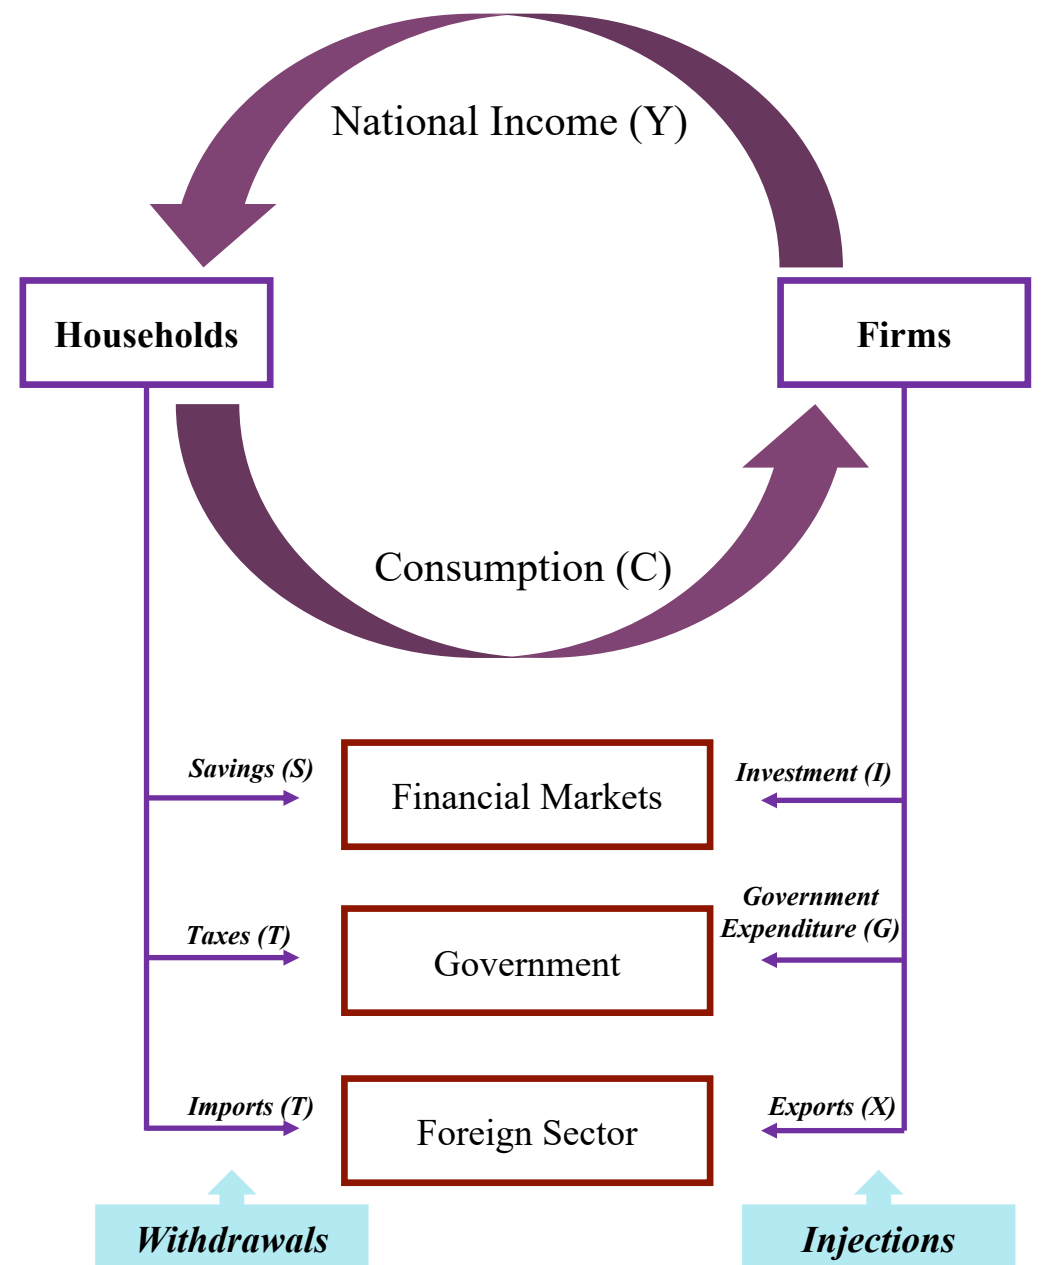 National Income (Y)
Households
Firms
Consumption (C)
Savings (S)
Financial Markets
Investment (I)
Taxes (T)
Government
Government
Expenditure (G)
Imports (T)
Foreign Sector
Exports (X)
Withdrawals
Injections